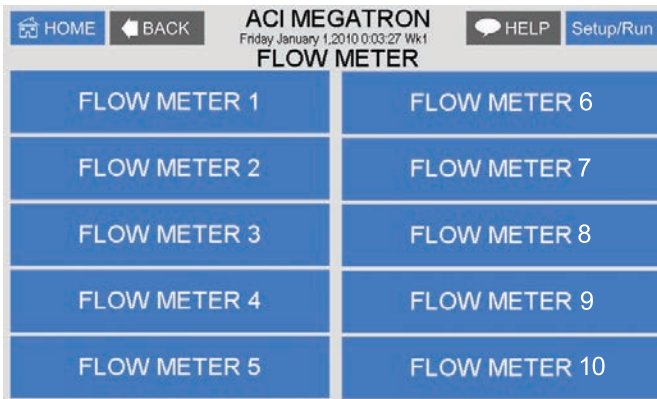 HOME
BACK
ACI MEGATRON
Friday January 1,2010 0:03:27 Wk1
FLOW METER
HELP
Setup/Run
FLOW METER 1
FLOW METER 2
FLOW METER 3
FLOW METER 4
FLOW METER 5
FLOW METER 6
FLOW METER 7
FLOW METER 8
FLOW METER 9
FLOW METER 10